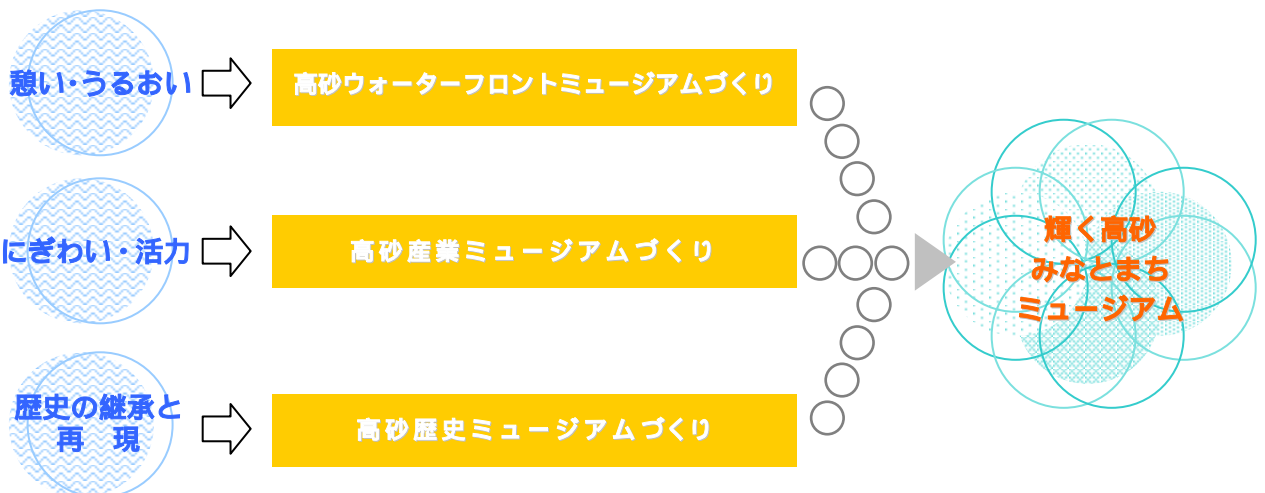 憩い・うるおい
高砂ウォーターフロントミュージアムづくり
にぎわい・活力
高砂産業ミュージアムづくり
歴史の継承と
再　現
高砂歴史ミュージアムづくり
輝く高砂
みなとまち
ミュージアム